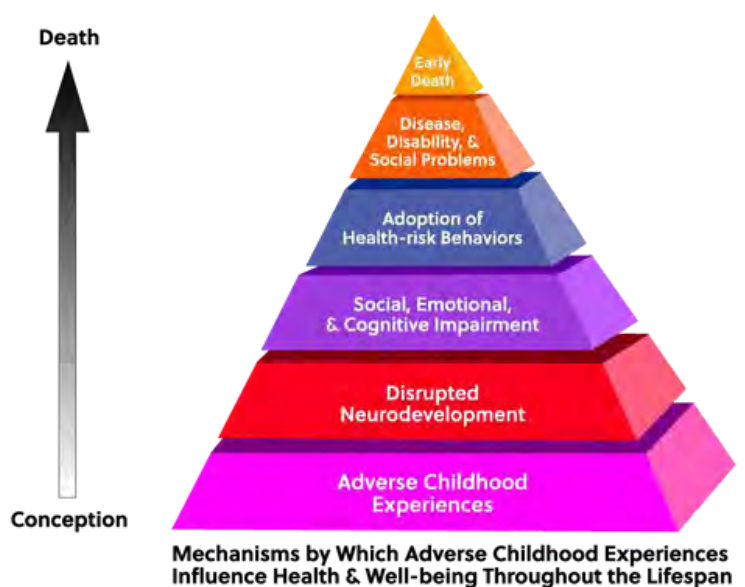 Death
Early
Death
Disease,
Disability, &
Social Problems
Adoption of
Health-risk Behaviors
Social, Emotional,
& Cognitive Impairment
Disrupted
Neurodevelopment
Adverse Childhood
Experiences
Conception
Mechanisms by Which Adverse Childhood Experiences
Influence Health & Well-being Throughout the Lifespan